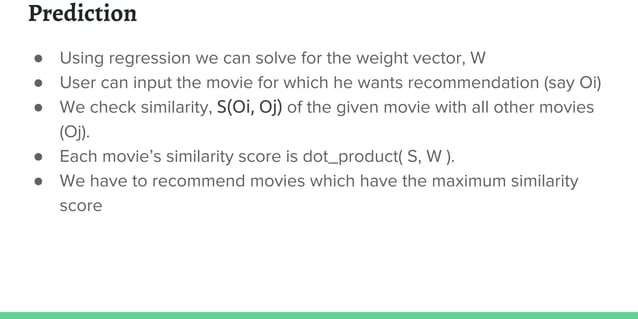 Prediction
● Using regression we can solve for the weight vector, W
● User can input the movie for which he wants recommendation (say Oi)
● We check similarity, S(Oi, Oj) of the given movie with all other movies
(Oj).
● Each movie's similarity score is dot_product( S, W ).
● We have to recommend movies which have the maximum similarity
score